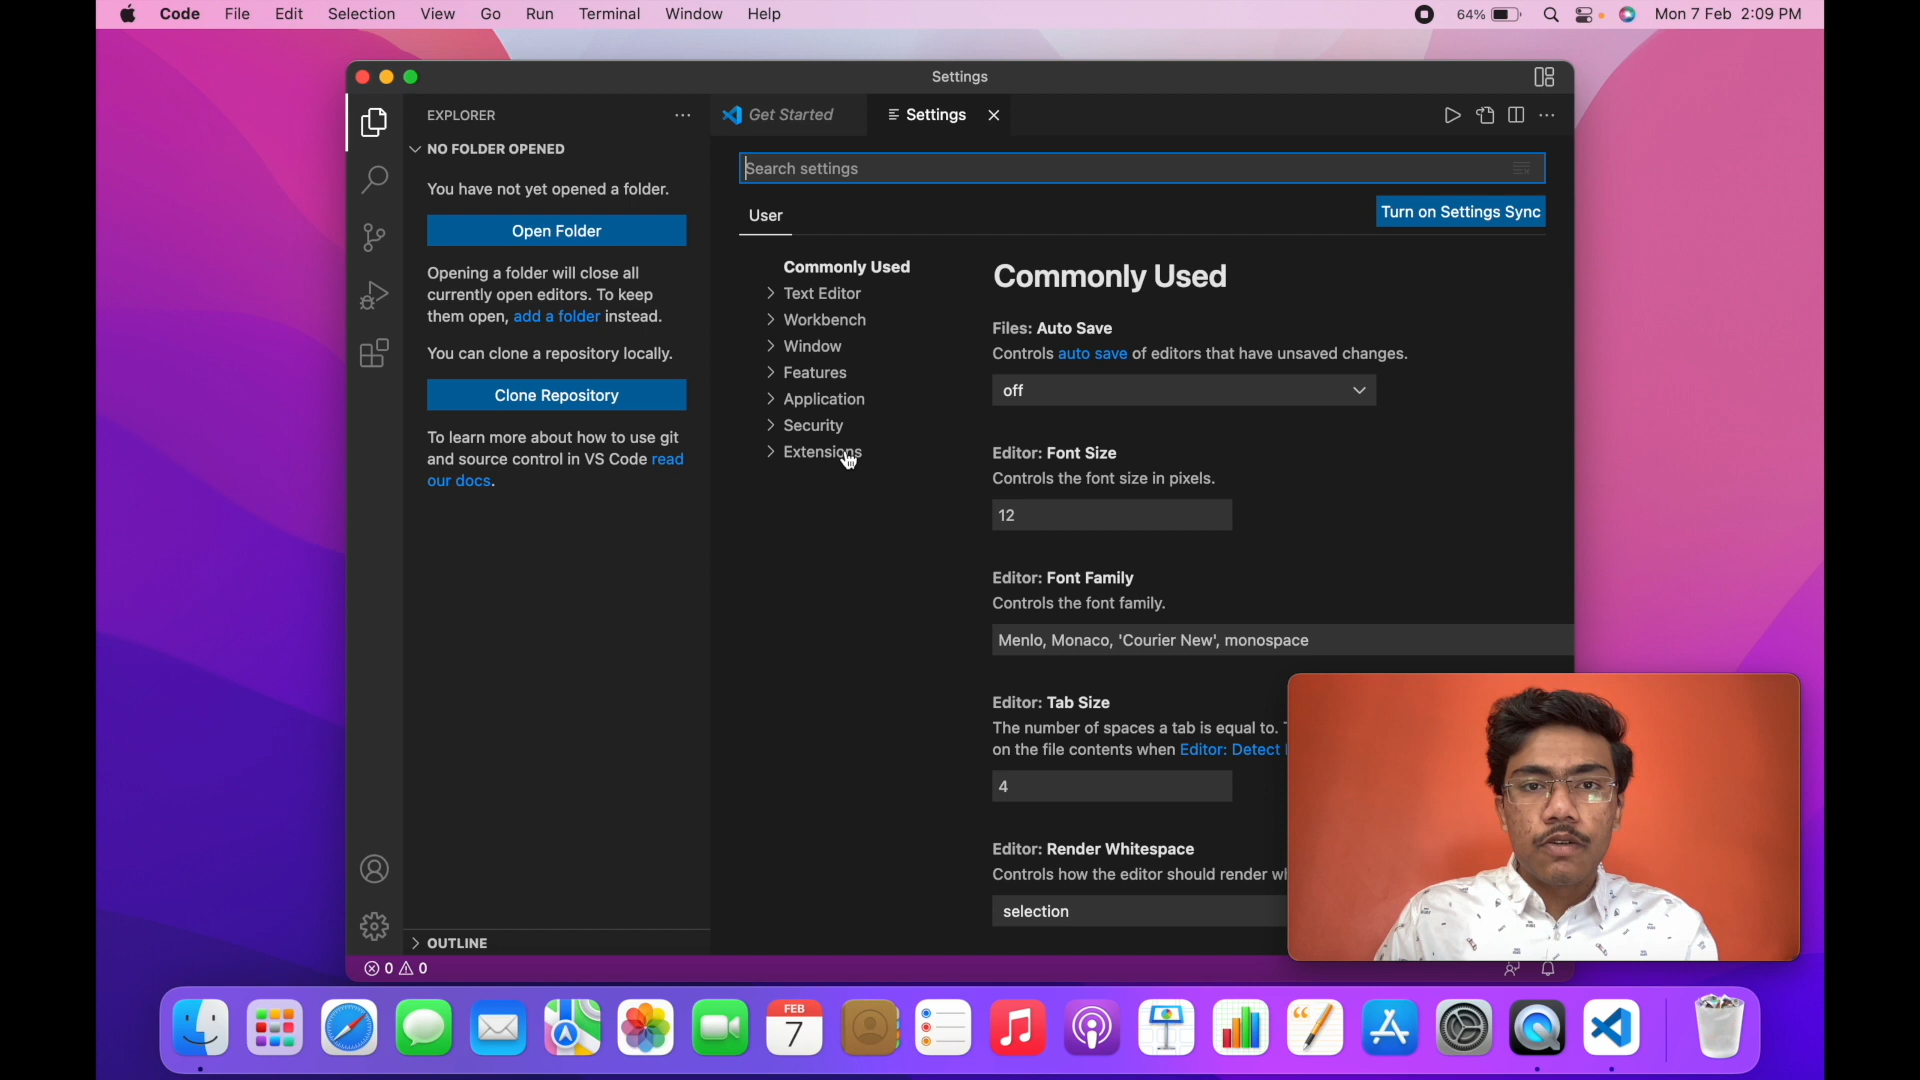 Code File Edit Selection View Go Run Terminal Window Help 64% Mon 7 Feb 2:09 PM
Settings
EXPLORER
NO FOLDER OPENED
You have not yet opened a folder.
Open Folder
Opening a folder will close all
currently open editors. To keep
them open, add a folder instead.
You can clone a repository locally.
Clone Repository
To learn more about how to use git
and source control in VS Code read
our docs.
OUTLINE
0 0
Get Started Settings
Search settings
User
Turn on Settings Sync
Commonly Used
Text Editor
Workbench
Window
Features
Application
Security
Extensions
Commonly Used
Files: Auto Save
Controls auto save of editors that have unsaved changes.
off
Editor: Font Size
Controls the font size in pixels.
12
Editor: Font Family
Controls the font family.
Menlo, Monaco, 'Courier New', monospace
Editor: Tab Size
The number of spaces a tab is equal to.
on the file contents when Editor: Detect
4
Editor: Render Whitespace
Controls how the editor should render
selection
FEB
7